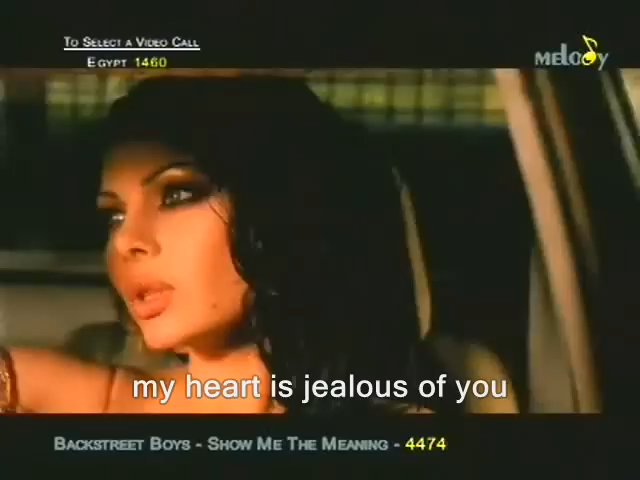 TO SELECT A VIDEO CALL
EGYPT 1460
MELODY
my heart is jealous of you
BACKSTREET BOYS - SHOW ME THE MEANING - 4474